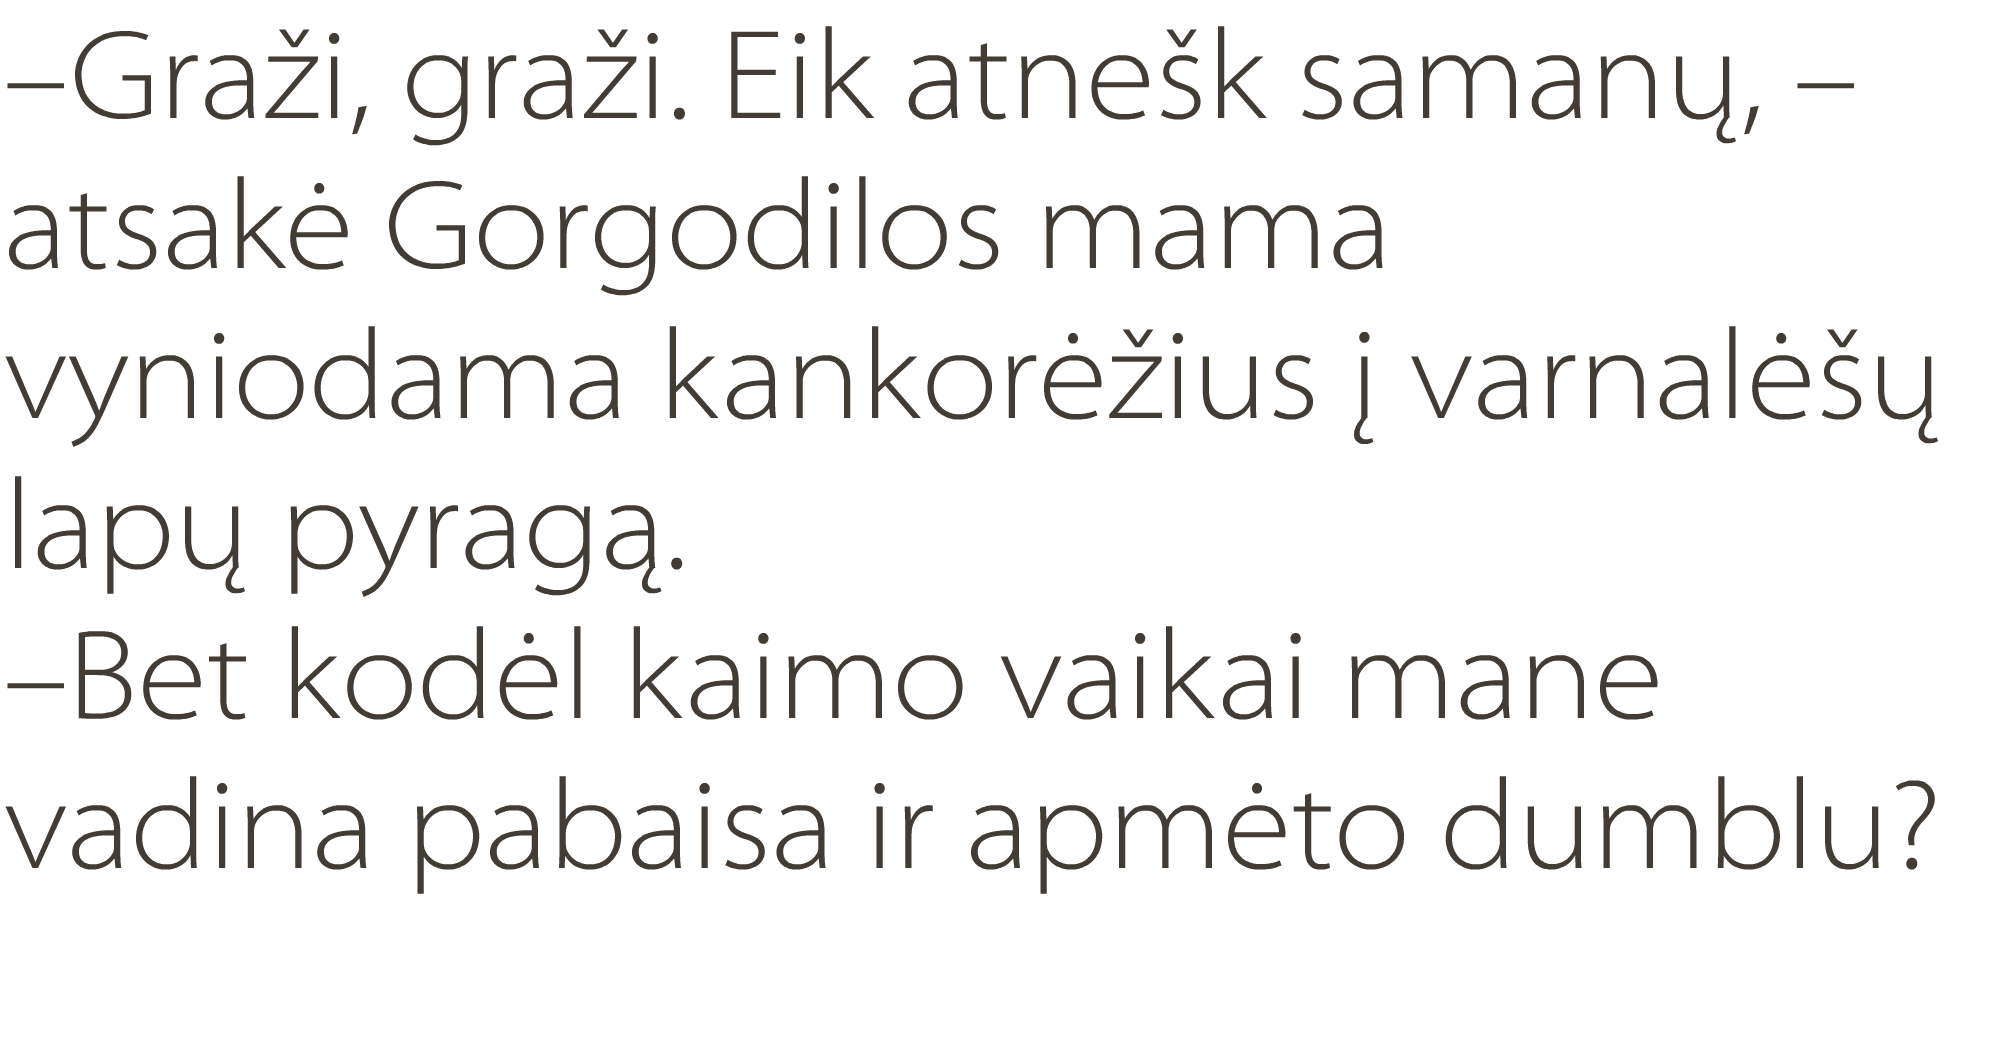 –Graži, graži. Eik atnešk samanų, –
atsakė Gorgodilos mama
vyniodama kankorėžius į varnalėšų
lapų pyragą.
–Bet kodėl kaimo vaikai mane
vadina pabaisa ir apmėto dumblu?